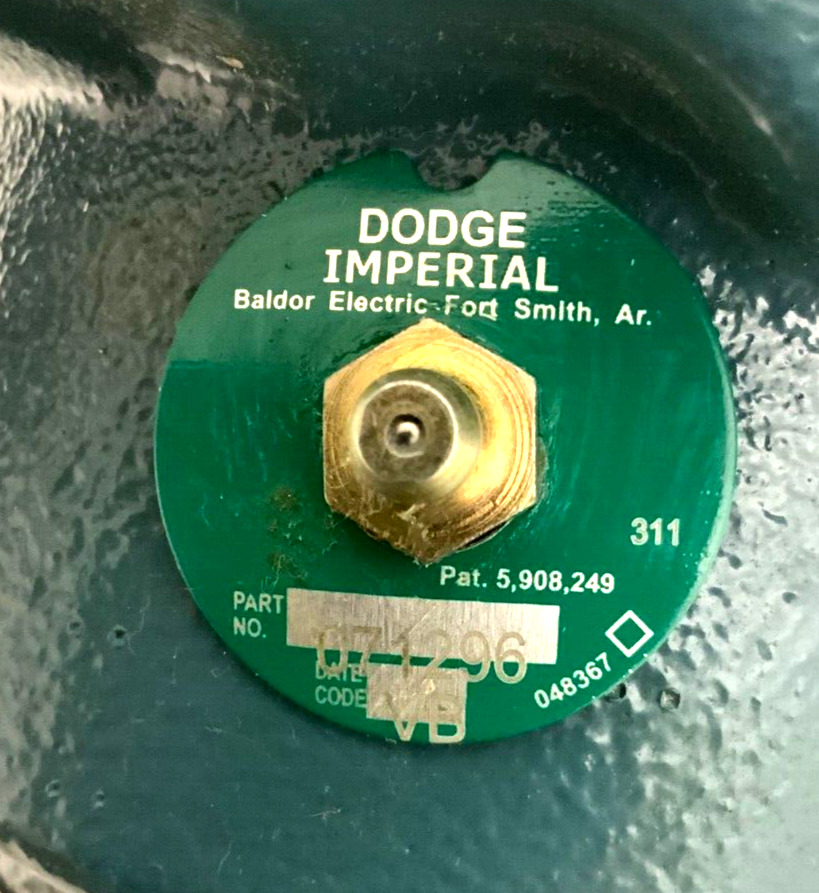 DODGE
IMPERIAL
Baldor Electric-Fort Smith, Ar.
311
Pat. 5,908,249
PART
NO. 071296
DATE
CODE VB
048367